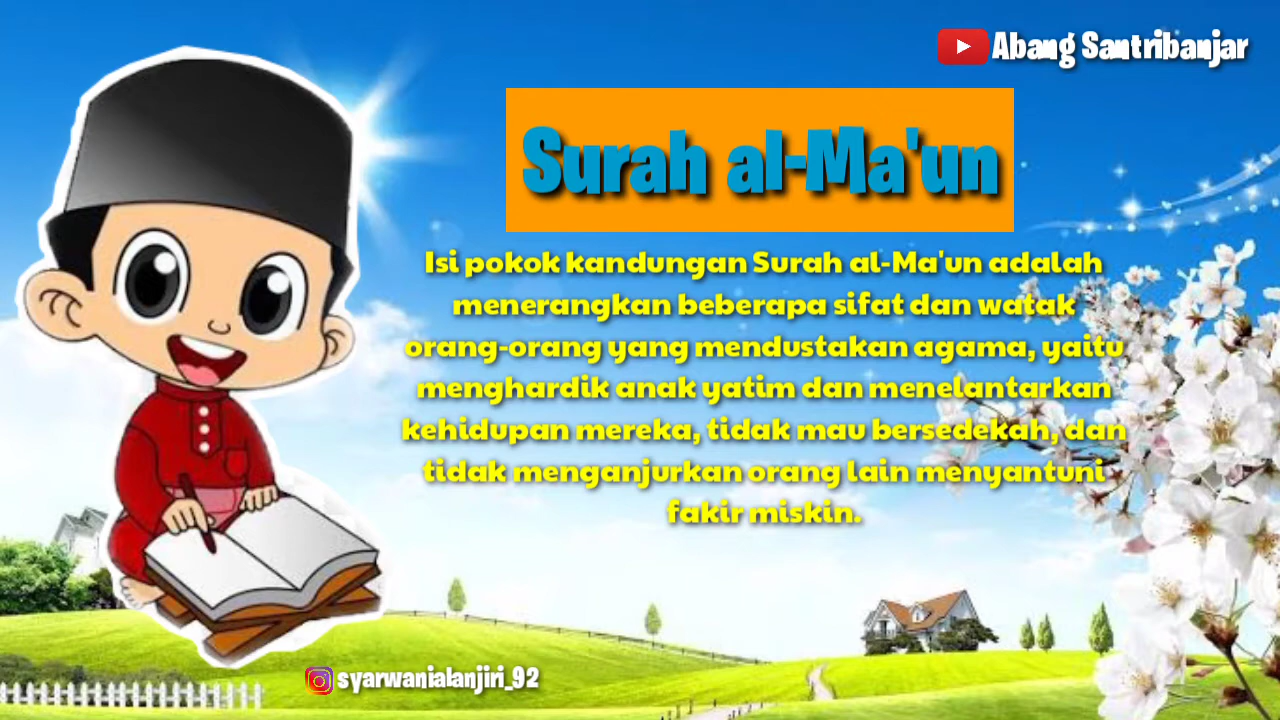 Abang Santribanjar
Surah al-Ma'un
Isi pokok kandungan Surah al-Ma'un adalah
menerangkan beberapa sifat dan watak
orang-orang yang mendustakan agama, yaitu
menghardik anak yatim dan menelantarkan
kehidupan mereka, tidak mau bersedekah, dan
tidak menganjurkan orang lain menyantuni
fakir miskin.
syarwanialanjiri_92